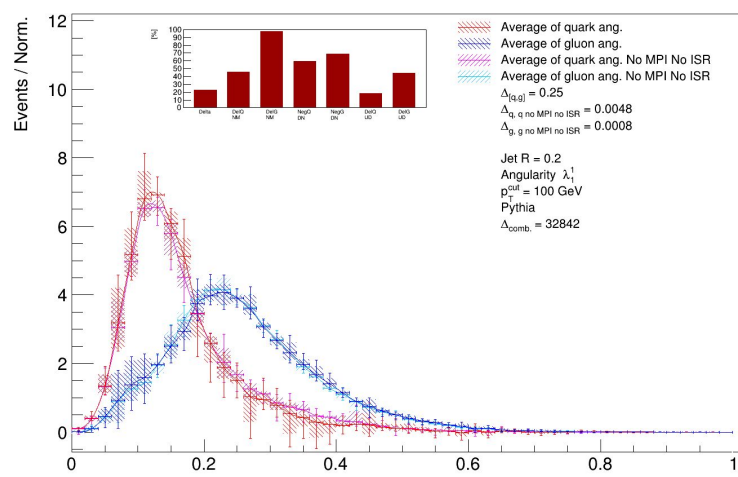 Events / Norm.
12
10
8
6
4
2
0
0
0.2
0.4
0.6
0.8
1
[%]
100
90
80
70
60
50
40
30
20
10
0
Delta
DelQ NM
DelG NM
NegQ DN
NegG DN
DelQ UD
DelG UD
Average of quark ang.
Average of gluon ang.
Average of quark ang. No MPI No ISR
Average of gluon ang. No MPI No ISR
Δ[q,g] = 0.25
Δq, q no MPI no ISR = 0.0048
Δg, g no MPI no ISR = 0.0008
Jet R = 0.2
Angularity λ¹₁
pTcut = 100 GeV
Pythia
Δcomb. = 32842